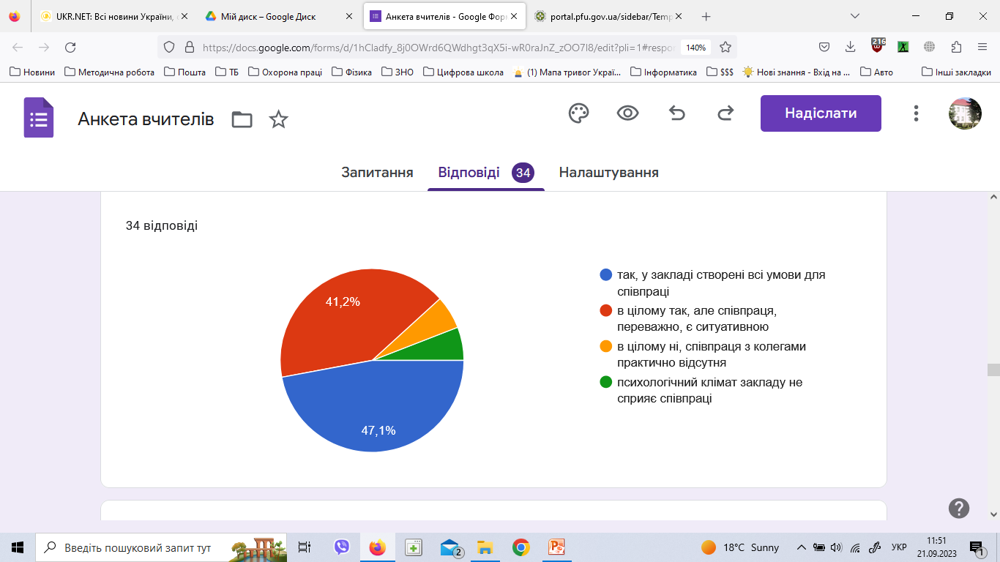 UKR.NET: Всі новини України,
Мій диск – Google Диск
Анкета вчителів - Google Фор
portal.pfu.gov.ua/sidebar/Temp
https://docs.google.com/forms/d/1hCladfy_8j0OWrd6QWdhgt3qX5i-wR0raJnZ_zOO7I8/edit?pli=1#respon
140%
216
Новини
Методична робота
Пошта
ТБ
Охорона праці
Фізика
ЗНО
Цифрова школа
(1) Мапа тривог Украї...
Інформатика
$$$
Нові знання - Вхід на ...
Авто
Інші закладки
Анкета вчителів
Надіслати
Запитання
Відповіді 34
Налаштування
34 відповіді
41,2%
47,1%
так, у закладі створені всі умови для
співпраці
в цілому так, але співпраця,
переважно, є ситуативною
в цілому ні, співпраця з колегами
практично відсутня
психологічний клімат закладу не
сприяє співпраці
Введіть пошуковий запит тут
2
18°C Sunny
УКР
11:51
21.09.2023
1